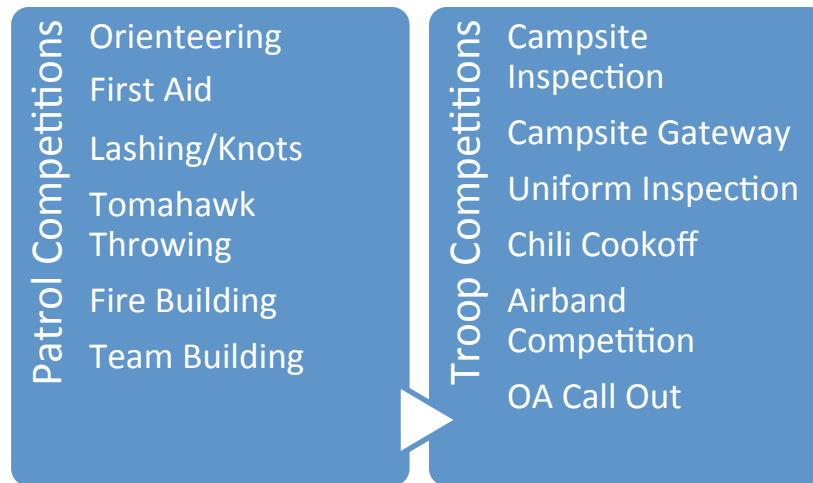 Patrol Competitions
Orienteering
First Aid
Lashing/Knots
Tomahawk
Throwing
Fire Building
Team Building
Troop Competitions
Campsite
Inspection
Campsite Gateway
Uniform Inspection
Chili Cookoff
Airband
Competition
OA Call Out